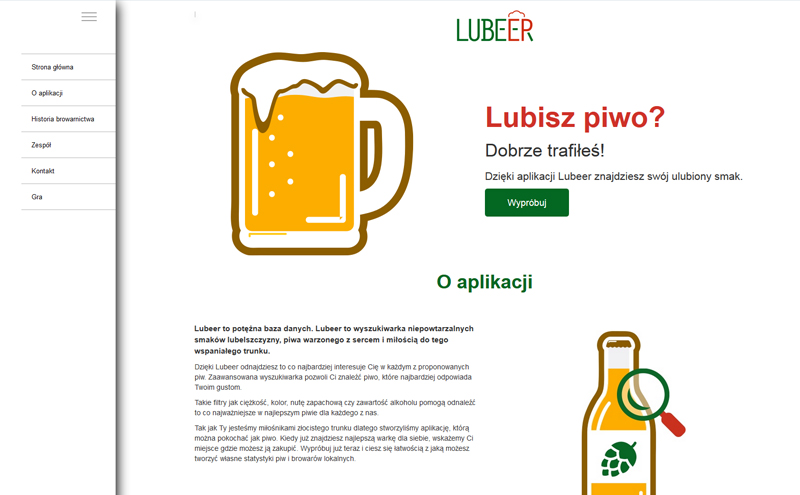 LUBEER
Strona główna
O aplikacji
Historia browarnictwa
Zespół
Kontakt
Gra
Lubisz piwo?
Dobrze trafiłeś!
Dzięki aplikacji Lubeer znajdziesz swój ulubiony smak.
Wypróbuj
O aplikacji
Lubeer to potężna baza danych. Lubeer to wyszukiwarka niepowtarzalnych
smaków lubelszczyzny, piwa warzonego z sercem i miłością do tego
wspaniałego trunku.
Dzięki Lubeer odnajdziesz to co najbardziej interesuje Cię w każdym z proponowanych
piw. Zaawansowana wyszukiwarka pozwoli Ci znaleźć piwo, które najbardziej odpowiada
Twoim gustom.
Takie filtry jak ciężkość, kolor, nutę zapachową czy zawartość alkoholu pomogą odnaleźć
to co najważniejsze w najlepszym piwie dla każdego z nas.
Tak jak Ty jesteśmy miłośnikami złocistego trunku dlatego stworzyliśmy aplikację, którą
można pokochać jak piwo. Kiedy już znajdziesz najlepszą warkę dla siebie, wskażemy Ci
miejsce gdzie możesz ją zakupić. Wypróbuj już teraz i ciesz się łatwością z jaką możesz
tworzyć własne statystyki piw i browarów lokalnych.